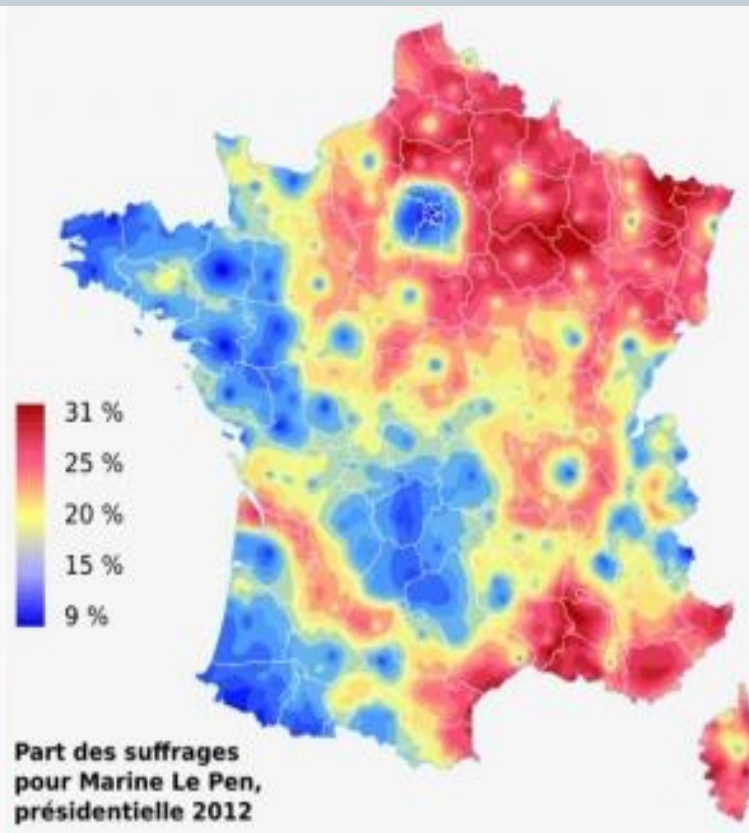 31 %
25 %
20 %
15 %
9 %
Part des suffrages
pour Marine Le Pen,
présidentielle 2012